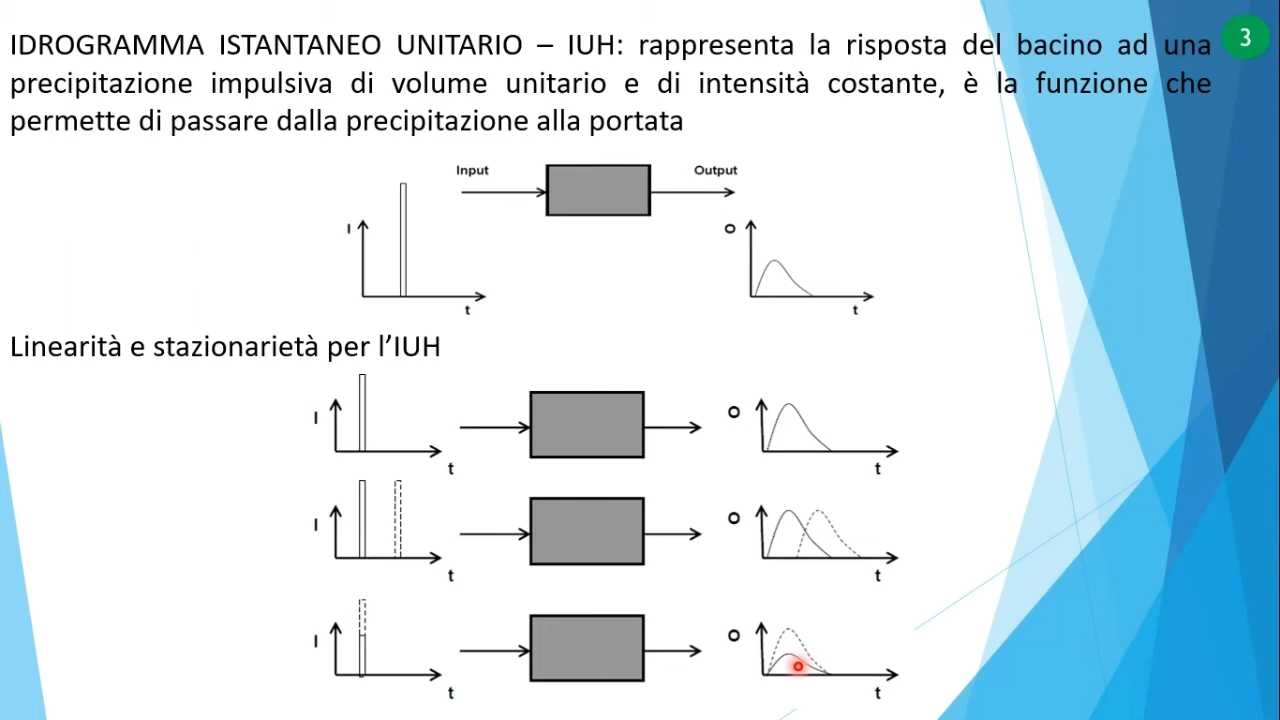 3
IDROGRAMMA ISTANTANEO UNITARIO – IUH: rappresenta la risposta del bacino ad una
precipitazione impulsiva di volume unitario e di intensità costante, è la funzione che
permette di passare dalla precipitazione alla portata
Input
Output
I
t
O
t
Linearità e stazionarietà per l’IUH
I
t
O
t
I
t
O
t
I
t
O
t